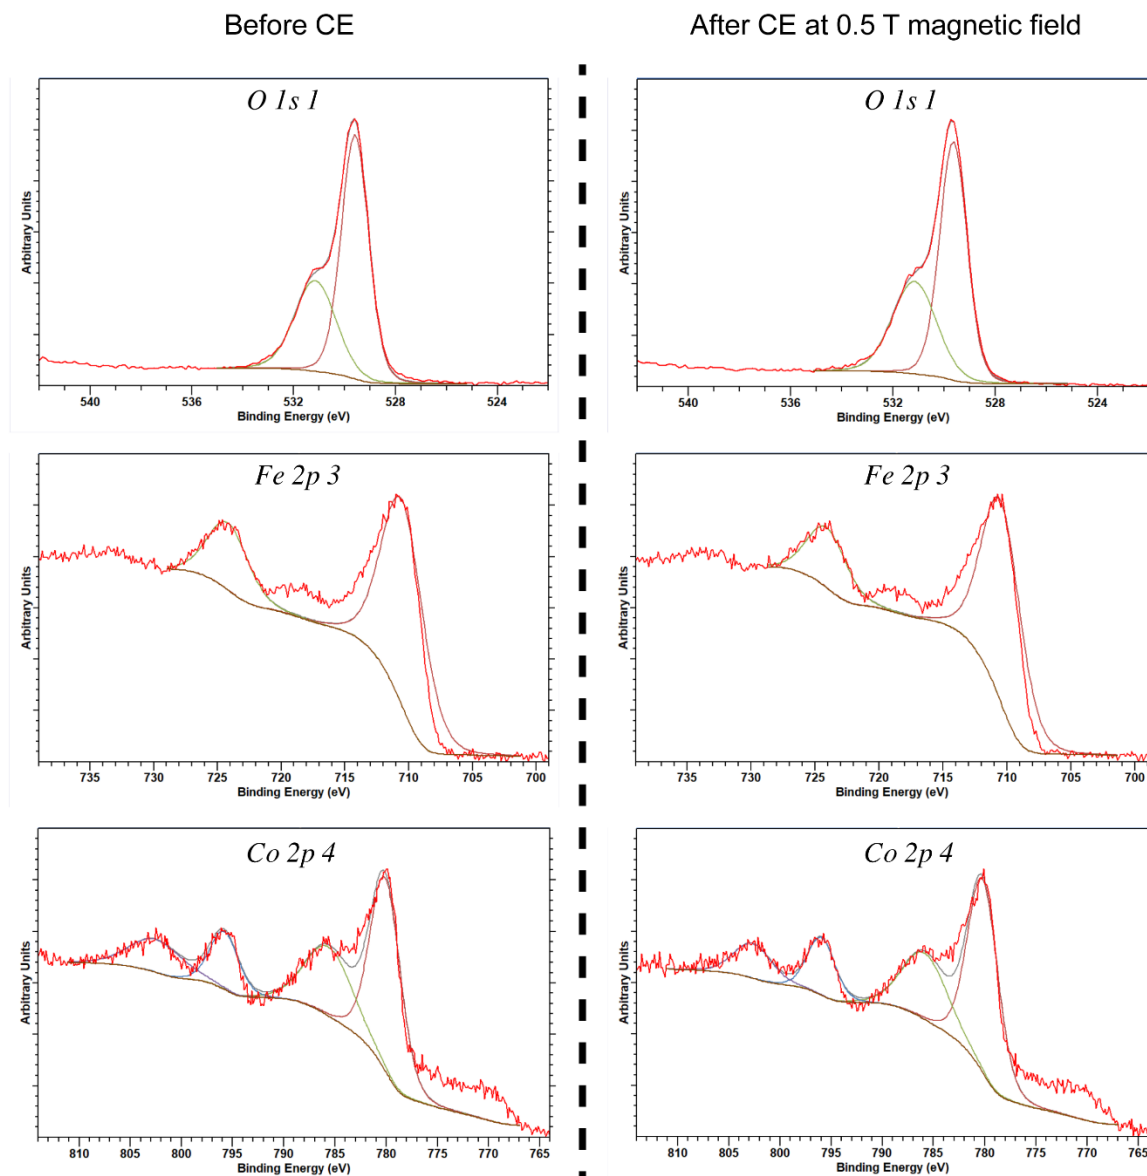 Before CE
After CE at 0.5 T magnetic field
O 1s 1
Arbitrary Units
540 536 532 528 524
Binding Energy (eV)
O 1s 1
Arbitrary Units
540 536 532 528 524
Binding Energy (eV)
Fe 2p 3
Arbitrary Units
735 730 725 720 715 710 705 700
Binding Energy (eV)
Fe 2p 3
Arbitrary Units
735 730 725 720 715 710 705 700
Binding Energy (eV)
Co 2p 4
Arbitrary Units
810 805 800 795 790 785 780 775 770 765
Binding Energy (eV)
Co 2p 4
Arbitrary Units
810 805 800 795 790 785 780 775 770 765
Binding Energy (eV)